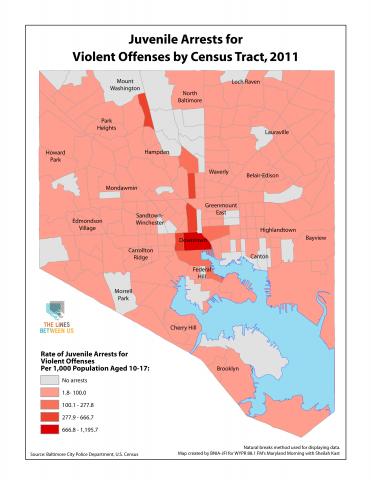 Juvenile Arrests for
Violent Offenses by Census Tract, 2011
Mount
Washington
Loch Raven
North
Baltimore
Park
Heights
Lauraville
Howard
Park
Hampden
Waverly
Belair-Edison
Mondawmin
Greenmount
East
Sandtown-
Winchester
Edmondson
Village
Highlandtown
Bayview
Downtown
Carrollton
Ridge
Canton
Federal
Hill
Morrell
Park
THE LINES
BETWEEN US
Cherry Hill
Brooklyn
Rate of Juvenile Arrests for
Violent Offenses
Per 1,000 Population Aged 10-17:
No arrests
1.8- 100.0
100.1 - 277.8
277.9 - 666.7
666.8 - 1,195.7
Natural breaks method used for displaying data.
Source: Baltimore City Police Department, U.S. Census
Map created by BNIA-JFI for WYPR 88.1 FM's Maryland Morning with Sheilah Kast